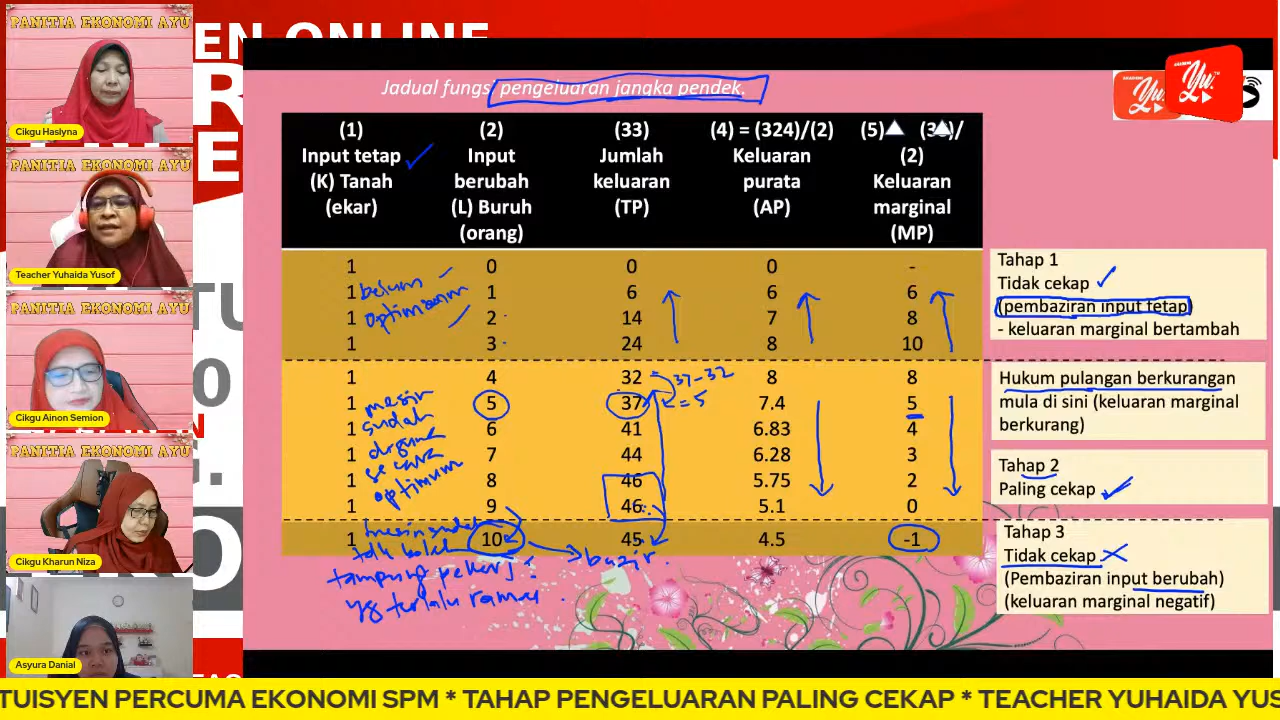 EN ONLINE
PANITIA EKONOMI AYU
Cikgu Haslyna
PANITIA EKONOMI AYU
Teacher Yuhaida Yusof
PANITIA EKONOMI AYU
Cikgu Ainon Semion
PANITIA EKONOMI AYU
Cikgu Kharun Niza
Asyura Danial
Jadual fungsi pengeluaran jangka pendek.
Yu
Yu
(1) (2) (33) (4) = (324)/(2) (5)▲ (3▲)/
Input tetap Input Jumlah Keluaran (2)
(K) Tanah berubah keluaran purata Keluaran
(ekar) (L) Buruh (TP) (AP) marginal
(orang) (MP)
1 0 0 0 -
1 1 6 6 6
1 2 14 7 8
1 3 24 8 10
1 4 32 8 8
1 5 37 7.4 5
1 6 41 6.83 4
1 7 44 6.28 3
1 8 46 5.75 2
1 9 46 5.1 0
1 10 45 4.5 -1
belum
optimum
37-32
= 5
mesin
sudah
secara
optimum
tampung
yg terlalu ramai
bazir.
Tahap 1
Tidak cekap
(pembaziran input tetap)
- keluaran marginal bertambah
Hukum pulangan berkurangan
mula di sini (keluaran marginal
berkurang)
Tahap 2
Paling cekap
Tahap 3
Tidak cekap
(Pembaziran input berubah)
(keluaran marginal negatif)
TUISYEN PERCUMA EKONOMI SPM * TAHAP PENGELUARAN PALING CEKAP * TEACHER YUHAIDA YUS